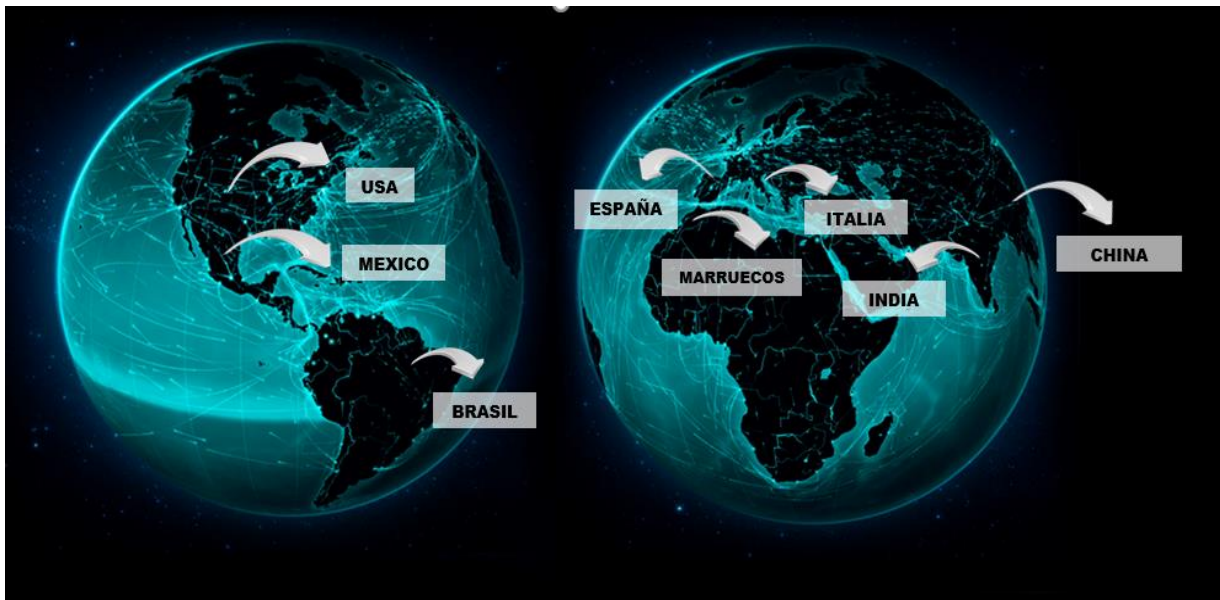 USA
MEXICO
BRASIL
ESPAÑA
ITALIA
MARRUECOS
INDIA
CHINA